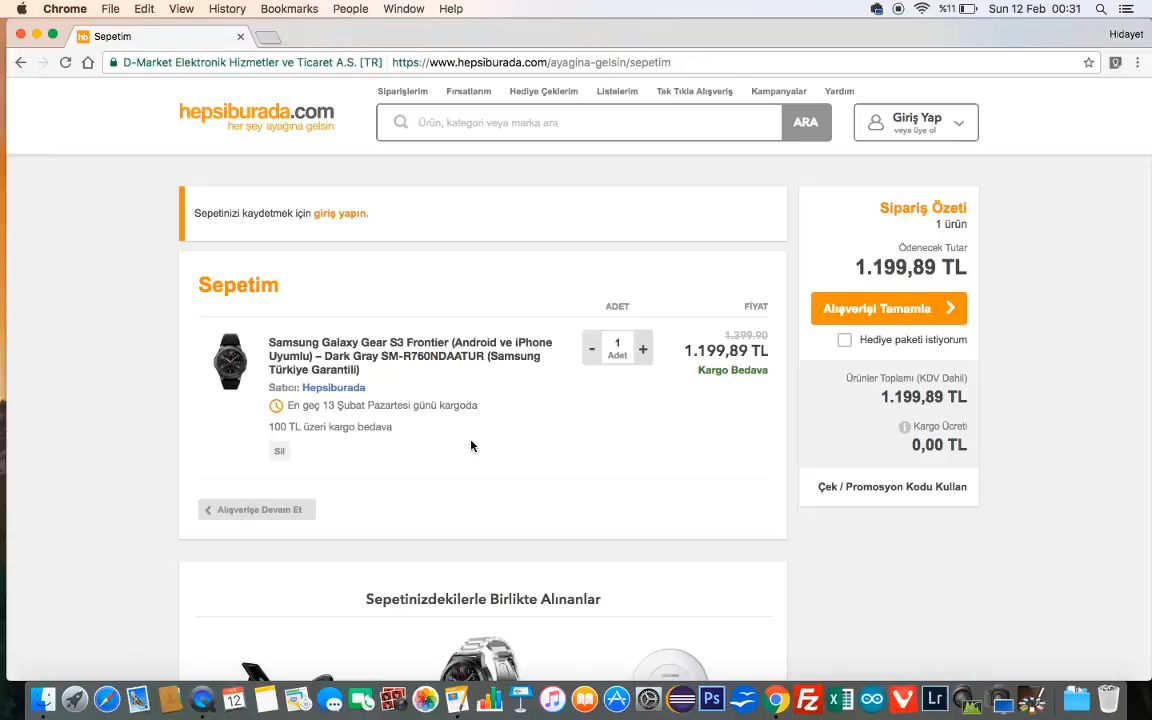 Chrome File Edit View History Bookmarks People Window Help %11 Sun 12 Feb 00:31
hb Sepetim Hidayet
D-Market Elektronik Hizmetler ve Ticaret A.S. [TR] https://www.hepsiburada.com/ayagina-gelsin/sepetim
Siparişlerim Fırsatlarım Hediye Çeklerim Listelerim Tek Tıkla Alışveriş Kampanyalar Yardım
hepsiburada.com
her şey ayağına gelsin
Ürün, kategori veya marka ara
ARA
Giriş Yap
veya üye ol
Sepetinizi kaydetmek için giriş yapın.
Sepetim
ADET FİYAT
Samsung Galaxy Gear S3 Frontier (Android ve iPhone
Uyumlu) – Dark Gray SM-R760NDAATUR (Samsung
Türkiye Garantili)
Satıcı: Hepsiburada
En geç 13 Şubat Pazartesi günü kargoda
100 TL üzeri kargo bedava
Sil
- 1 +
Adet
1.399,90
1.199,89 TL
Kargo Bedava
Alışverişe Devam Et
Sipariş Özeti
1 ürün
Ödenecek Tutar
1.199,89 TL
Alışverişi Tamamla
Hediye paketi istiyorum
Ürünler Toplamı (KDV Dahil)
1.199,89 TL
Kargo Ücreti
0,00 TL
Çek / Promosyon Kodu Kullan
Sepetinizdekilerle Birlikte Alınanlar
12
Ps
Fz
Lr